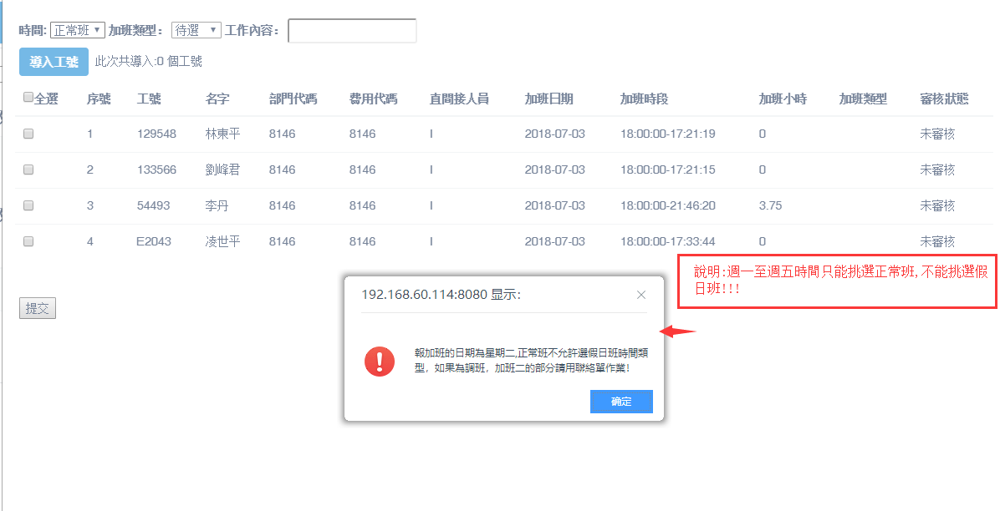 時間: 正常班 加班類型: 待選 工作內容:
導入工號 此次共導入:0 個工號
全選 序號 工號 名字 部門代碼 費用代碼 直間接人員 加班日期 加班時段 加班小時 加班類型 審核狀態
1 129548 林東平 8146 8146 I 2018-07-03 18:00:00-17:21:19 0 未審核
2 133566 劉峰君 8146 8146 I 2018-07-03 18:00:00-17:21:15 0 未審核
3 54493 李丹 8146 8146 I 2018-07-03 18:00:00-21:46:20 3.75 未審核
4 E2043 凌世平 8146 8146 I 2018-07-03 18:00:00-17:33:44 0 未審核
說明:週一至週五時間只能挑選正常班,不能挑選假
日班!!!
192.168.60.114:8080 显示:
提交
報加班的日期為星期二,正常班不允許選假日班時間類
型，如果為調班，加班二的部分請用聯絡單作業！
确定